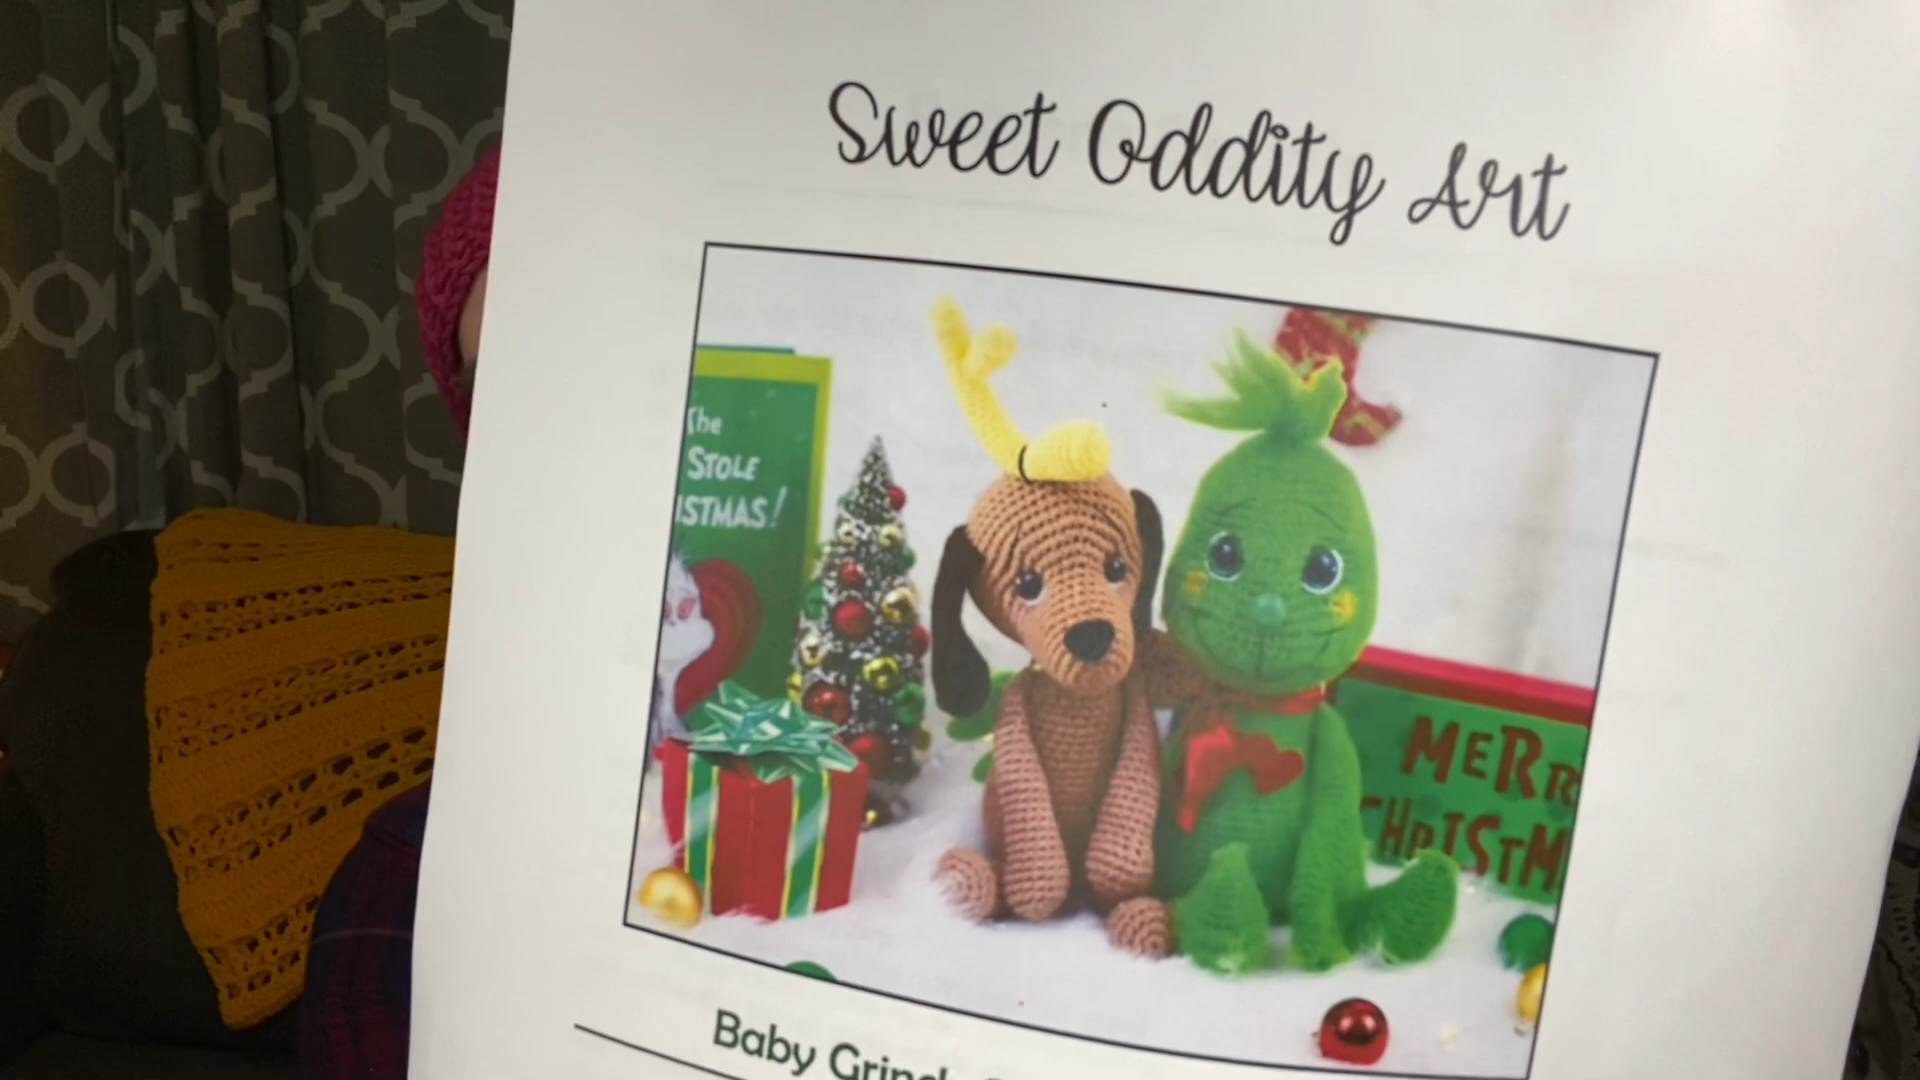 Sweet Oddity Art
The
STOLE
ISTMAS!
MERR
CHRISTM
Baby